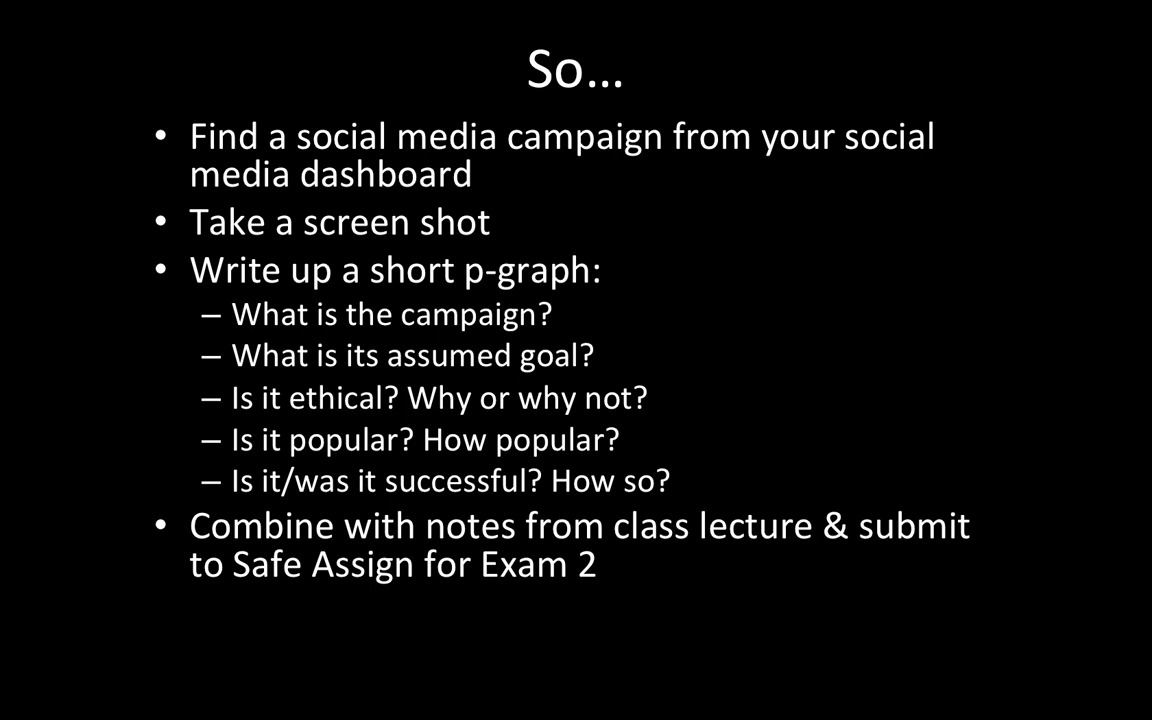 So…
• Find a social media campaign from your social
media dashboard
• Take a screen shot
• Write up a short p-graph:
– What is the campaign?
– What is its assumed goal?
– Is it ethical? Why or why not?
– Is it popular? How popular?
– Is it/was it successful? How so?
• Combine with notes from class lecture & submit
to Safe Assign for Exam 2